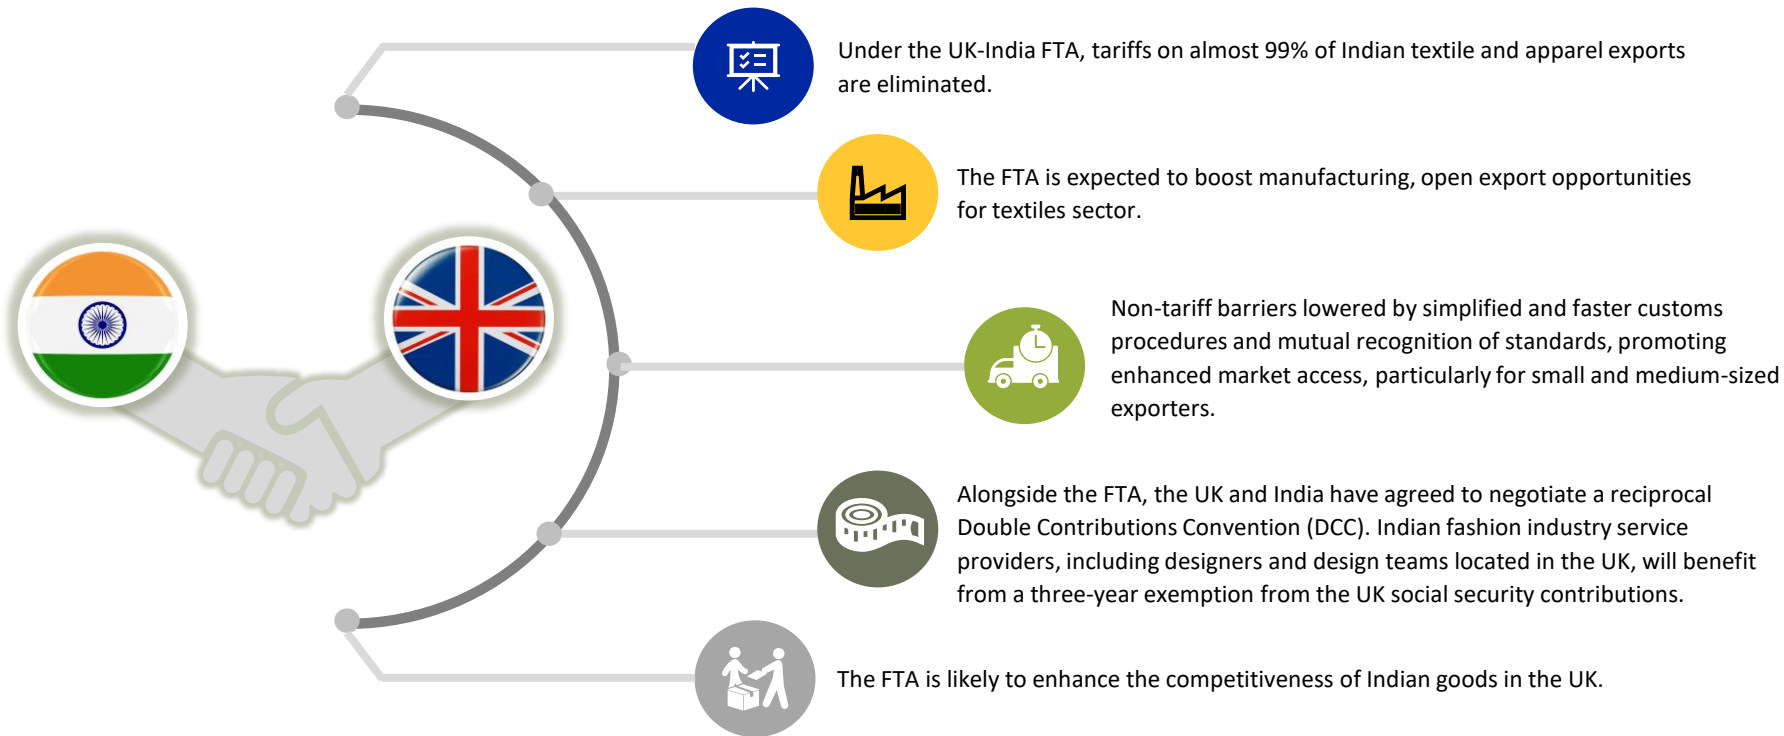 Under the UK-India FTA, tariffs on almost 99% of Indian textile and apparel exports
are eliminated.
The FTA is expected to boost manufacturing, open export opportunities
for textiles sector.
Non-tariff barriers lowered by simplified and faster customs
procedures and mutual recognition of standards, promoting
enhanced market access, particularly for small and medium-sized
exporters.
Alongside the FTA, the UK and India have agreed to negotiate a reciprocal
Double Contributions Convention (DCC). Indian fashion industry service
providers, including designers and design teams located in the UK, will benefit
from a three-year exemption from the UK social security contributions.
The FTA is likely to enhance the competitiveness of Indian goods in the UK.